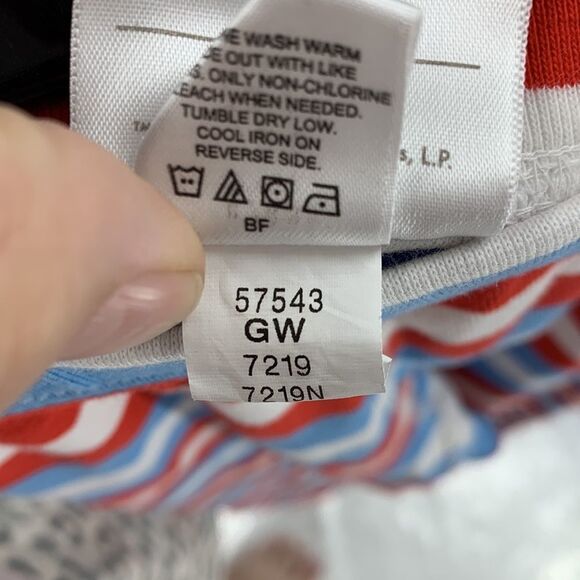 WASH WARM
OUT WITH LIKE
ONLY NON-CHLORINE
WHEN NEEDED.
TUMBLE DRY LOW.
COOL IRON ON
REVERSE SIDE.
BF
L.P.
57543
GW
7219
7219N